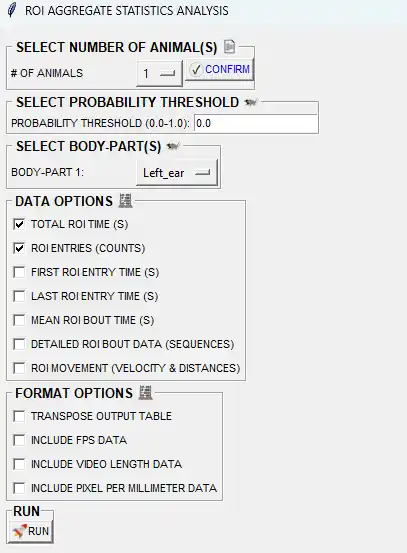 ROI AGGREGATE STATISTICS ANALYSIS
SELECT NUMBER OF ANIMAL(S)
# OF ANIMALS 1 CONFIRM
SELECT PROBABILITY THRESHOLD
PROBABILITY THRESHOLD (0.0-1.0): 0.0
SELECT BODY-PART(S)
BODY-PART 1: Left_ear
DATA OPTIONS
TOTAL ROI TIME (S)
ROI ENTRIES (COUNTS)
FIRST ROI ENTRY TIME (S)
LAST ROI ENTRY TIME (S)
MEAN ROI BOUT TIME (S)
DETAILED ROI BOUT DATA (SEQUENCES)
ROI MOVEMENT (VELOCITY & DISTANCES)
FORMAT OPTIONS
TRANSPOSE OUTPUT TABLE
INCLUDE FPS DATA
INCLUDE VIDEO LENGTH DATA
INCLUDE PIXEL PER MILLIMETER DATA
RUN
RUN